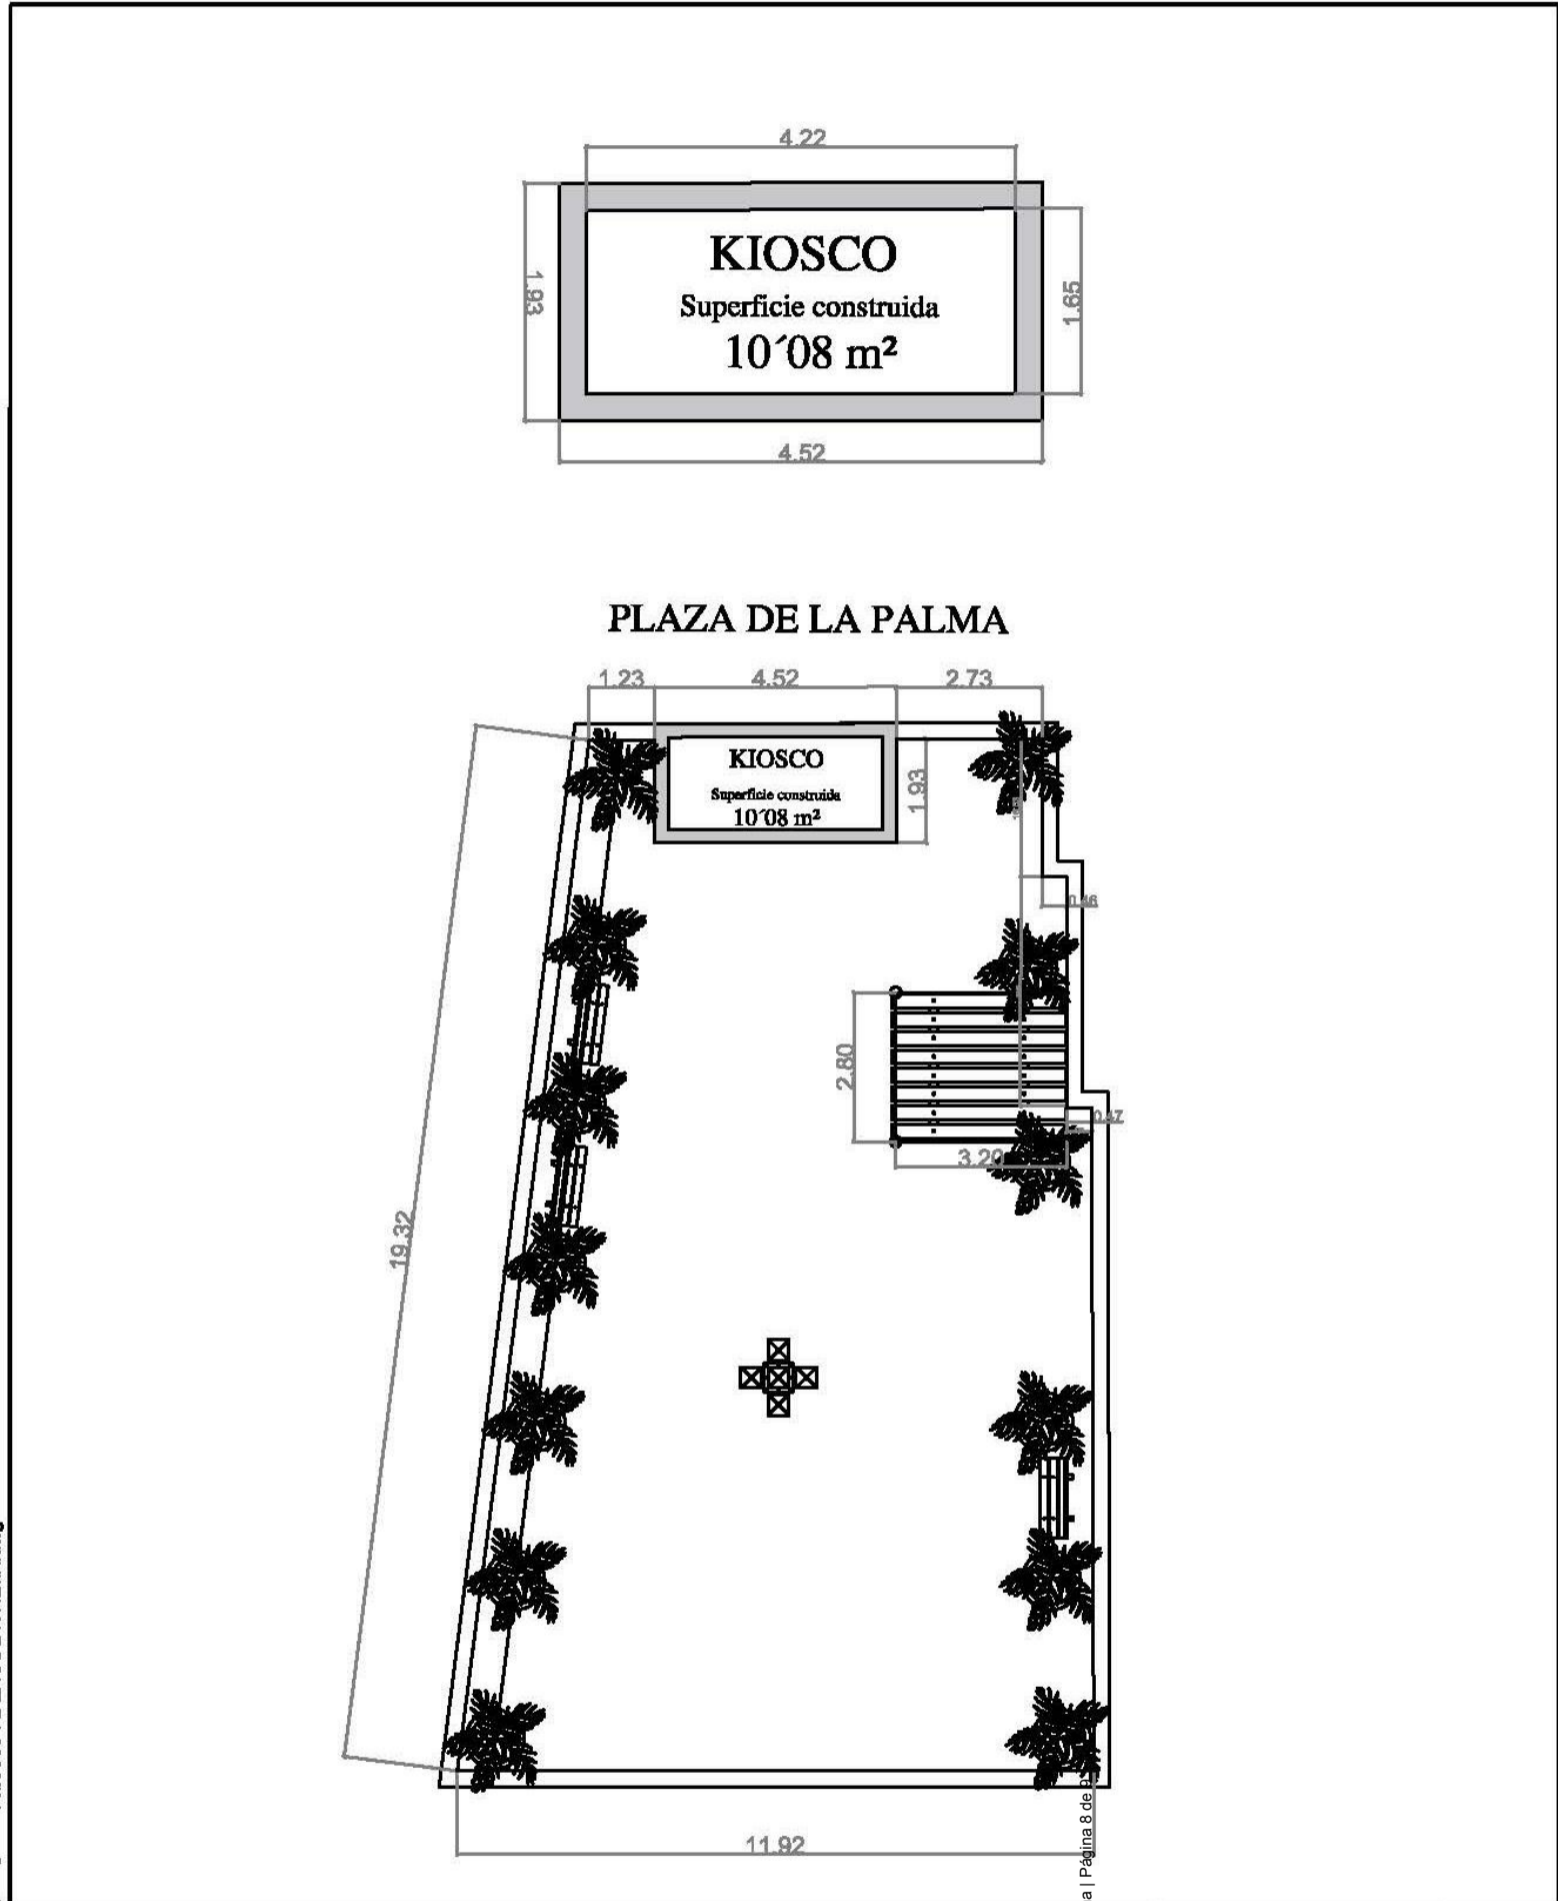 4.22
KIOSCO
Superficie construida
10´08 m²
1.93
1.65
4.52
PLAZA DE LA PALMA
1.23
4.52
2.73
KIOSCO
Superficie construida
10´08 m²
1.93
0.46
2.80
0.47
3.20
19.32
11.92
a | Página 8 de 9